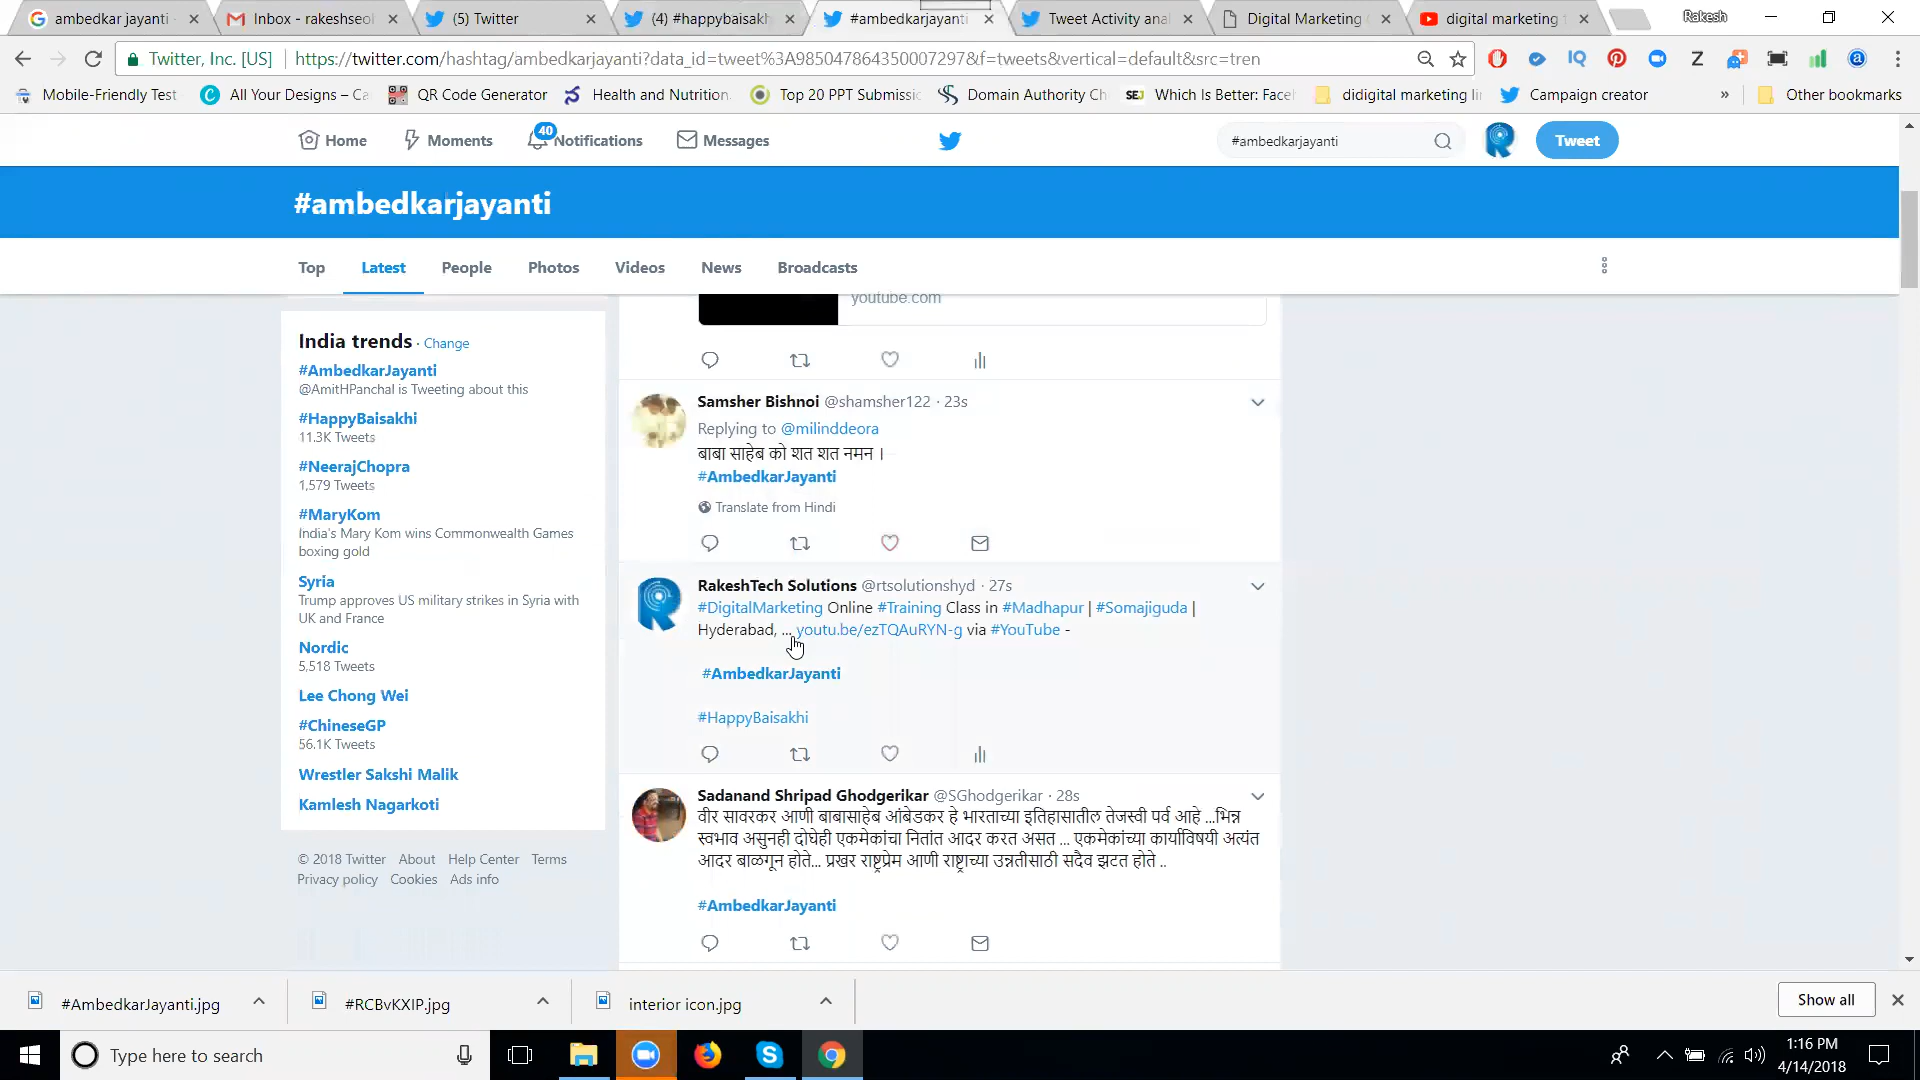 ambedkar jayanti
Inbox - rakeshseol
(5) Twitter
(4) #happybaisakh
#ambedkarjayanti
Tweet Activity ana
Digital Marketing
digital marketing
Rakesh
Twitter, Inc. [US]
https://twitter.com/hashtag/ambedkarjayanti?data_id=tweet%3A985047864350007297&f=tweets&vertical=default&src=tren
Mobile-Friendly Test
All Your Designs – Ca
QR Code Generator
Health and Nutrition
Top 20 PPT Submissic
Domain Authority Ch
SEJ
Which Is Better: Face
didigital marketing li
Campaign creator
»
Other bookmarks
Home
Moments
40
Notifications
Messages
#ambedkarjayanti
Tweet
#ambedkarjayanti
Top
Latest
People
Photos
Videos
News
Broadcasts
India trends · Change
#AmbedkarJayanti
@AmitHPanchal is Tweeting about this
#HappyBaisakhi
11.3K Tweets
#NeerajChopra
1,579 Tweets
#MaryKom
India's Mary Kom wins Commonwealth Games
boxing gold
Syria
Trump approves US military strikes in Syria with
UK and France
Nordic
5,518 Tweets
Lee Chong Wei
#ChineseGP
56.1K Tweets
Wrestler Sakshi Malik
Kamlesh Nagarkoti
© 2018 Twitter About Help Center Terms
Privacy policy Cookies Ads info
youtube.com
Samsher Bishnoi @shamsher122 · 23s
Replying to @milinddeora
बाबा साहेब को शत शत नमन ।
#AmbedkarJayanti
Translate from Hindi
RakeshTech Solutions @rtsolutionshyd · 27s
#DigitalMarketing Online #Training Class in #Madhapur | #Somajiguda |
Hyderabad, ... youtu.be/ezTQAuRYN-g via #YouTube -
#AmbedkarJayanti
#HappyBaisakhi
Sadanand Shripad Ghodgerikar @SGhodgerikar · 28s
वीर सावरकर आणी बाबासाहेब आंबेडकर हे भारताच्या इतिहासातील तेजस्वी पर्व आहे ...भिन्न
स्वभाव असुनही दोघेही एकमेकांचा नितांत आदर करत असत ... एकमेकांच्या कार्याविषयी अत्यंत
आदर बाळगून होते... प्रखर राष्ट्रप्रेम आणी राष्ट्राच्या उन्नतीसाठी सदैव झटत होते ..
#AmbedkarJayanti
#AmbedkarJayanti.jpg
#RCBvKXIP.jpg
interior icon.jpg
Show all
Type here to search
1:16 PM
4/14/2018